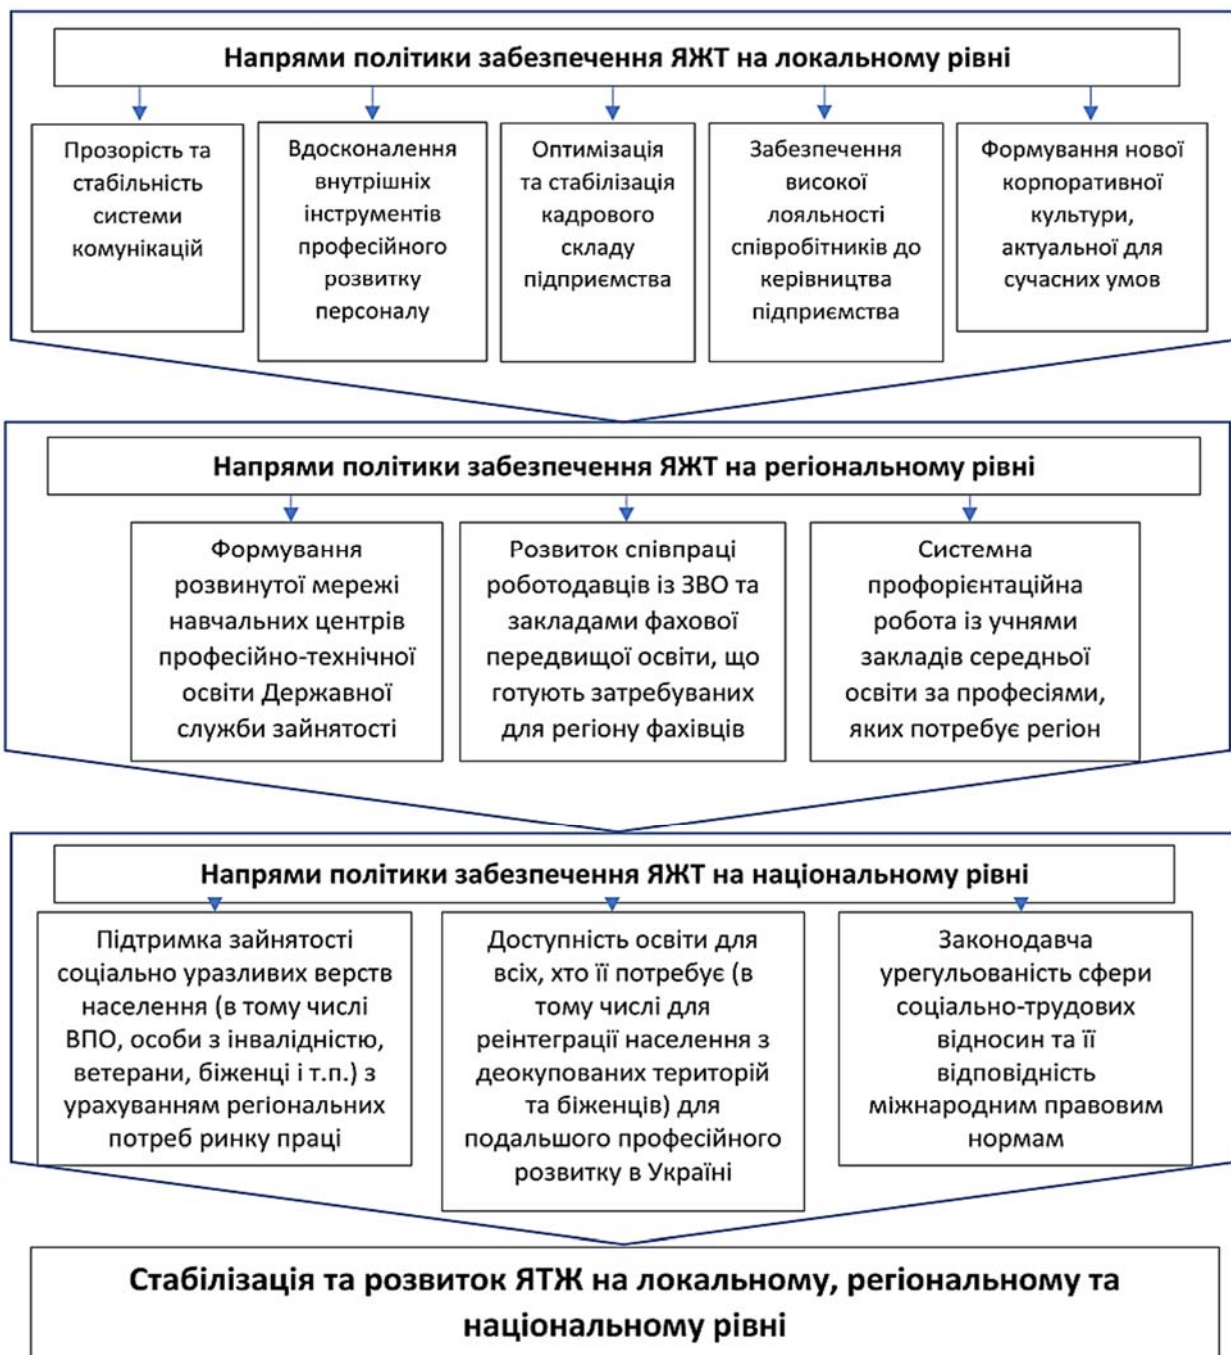 Напрями політики забезпечення ЯЖТ на локальному рівні
Прозорість та
стабільність
системи
комунікацій
Вдосконалення
внутрішніх
інструментів
професійного
розвитку
персоналу
Оптимізація
та стабілізація
кадрового
складу
підприємства
Забезпечення
високої
лояльності
співробітників до
керівництва
підприємства
Формування нової
корпоративної
культури,
актуальної для
сучасних умов
Напрями політики забезпечення ЯЖТ на регіональному рівні
Формування
розвинутої мережі
навчальних центрів
професійно-технічної
освіти Державної
служби зайнятості
Розвиток співпраці
роботодавців із ЗВО та
закладами фахової
передвищої освіти, що
готують затребуваних
для регіону фахівців
Системна
профорієнтаційна
робота із учнями
закладів середньої
освіти за професіями,
яких потребує регіон
Напрями політики забезпечення ЯЖТ на національному рівні
Підтримка зайнятості
соціально уразливих верств
населення (в тому числі
ВПО, особи з інвалідністю,
ветерани, біженці і т.п.) з
урахуванням регіональних
потреб ринку праці
Доступність освіти для
всіх, хто її потребує (в
тому числі для
реінтеграції населення з
деокупованих територій
та біженців) для
подальшого професійного
розвитку в Україні
Законодавча
урегульованість сфери
соціально-трудових
відносин та її
відповідність
міжнародним правовим
нормам
Стабілізація та розвиток ЯТЖ на локальному, регіональному та
національному рівні